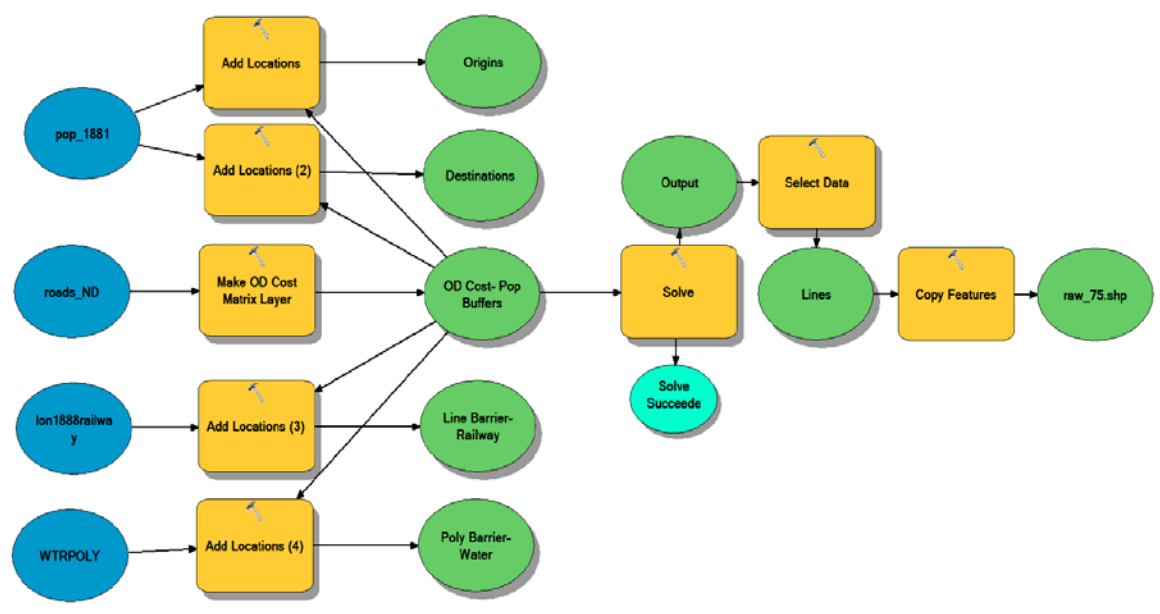 Add Locations
Origins
pop_1881
Add Locations (2)
Destinations
Output
Select Data
roads_ND
Make OD Cost
Matrix Layer
OD Cost- Pop
Buffers
Solve
Lines
Copy Features
raw_75.shp
Solve
Succeede
lon1888railwa
y
Add Locations (3)
Line Barrier-
Railway
WTRPOLY
Add Locations (4)
Poly Barrier-
Water